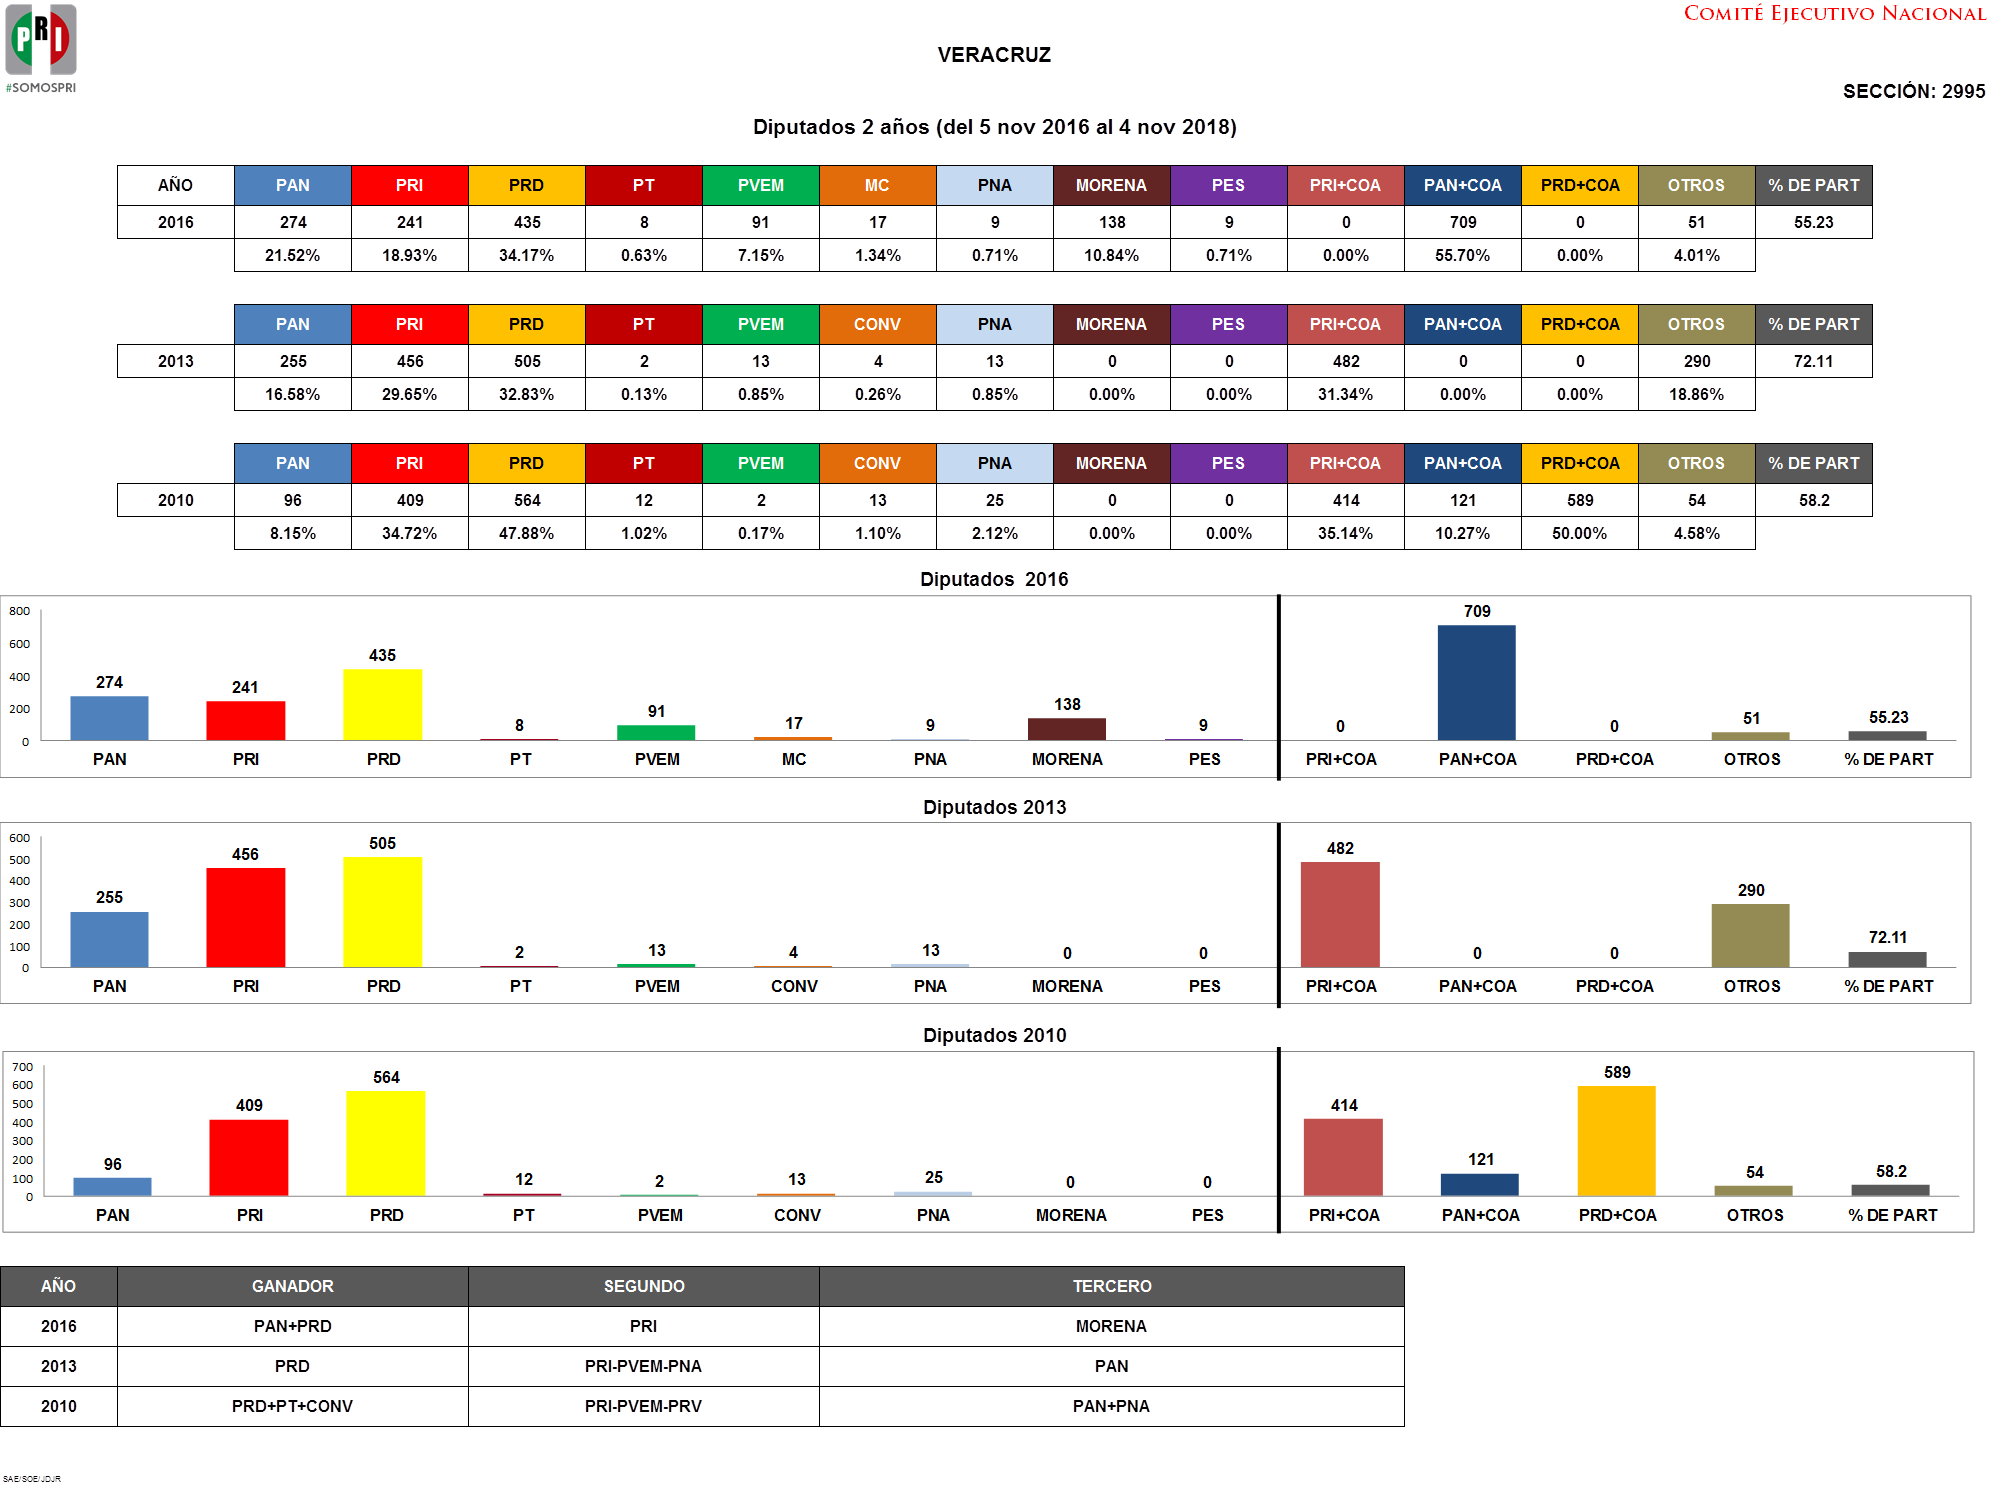 PRI
#SOMOSPRI
COMITÉ EJECUTIVO NACIONAL
VERACRUZ
SECCIÓN: 2995
Diputados 2 años (del 5 nov 2016 al 4 nov 2018)
AÑO PAN PRI PRD PT PVEM MC PNA MORENA PES PRI+COA PAN+COA PRD+COA OTROS % DE PART
2016 274 241 435 8 91 17 9 138 9 0 709 0 51 55.23
21.52% 18.93% 34.17% 0.63% 7.15% 1.34% 0.71% 10.84% 0.71% 0.00% 55.70% 0.00% 4.01%
PAN PRI PRD PT PVEM CONV PNA MORENA PES PRI+COA PAN+COA PRD+COA OTROS % DE PART
2013 255 456 505 2 13 4 13 0 0 482 0 0 290 72.11
16.58% 29.65% 32.83% 0.13% 0.85% 0.26% 0.85% 0.00% 0.00% 31.34% 0.00% 0.00% 18.86%
PAN PRI PRD PT PVEM CONV PNA MORENA PES PRI+COA PAN+COA PRD+COA OTROS % DE PART
2010 96 409 564 12 2 13 25 0 0 414 121 589 54 58.2
8.15% 34.72% 47.88% 1.02% 0.17% 1.10% 2.12% 0.00% 0.00% 35.14% 10.27% 50.00% 4.58%
Diputados 2016
800
600
400
200
0
274 241 435 8 91 17 9 138 9 0 709 0 51 55.23
PAN PRI PRD PT PVEM MC PNA MORENA PES PRI+COA PAN+COA PRD+COA OTROS % DE PART
Diputados 2013
600
500
400
300
200
100
0
255 456 505 2 13 4 13 0 0 482 0 0 290 72.11
PAN PRI PRD PT PVEM CONV PNA MORENA PES PRI+COA PAN+COA PRD+COA OTROS % DE PART
Diputados 2010
700
600
500
400
300
200
100
0
96 409 564 12 2 13 25 0 0 414 121 589 54 58.2
PAN PRI PRD PT PVEM CONV PNA MORENA PES PRI+COA PAN+COA PRD+COA OTROS % DE PART
AÑO GANADOR SEGUNDO TERCERO
2016 PAN+PRD PRI MORENA
2013 PRD PRI-PVEM-PNA PAN
2010 PRD+PT+CONV PRI-PVEM-PRV PAN+PNA
SAE/SOE/JDJR